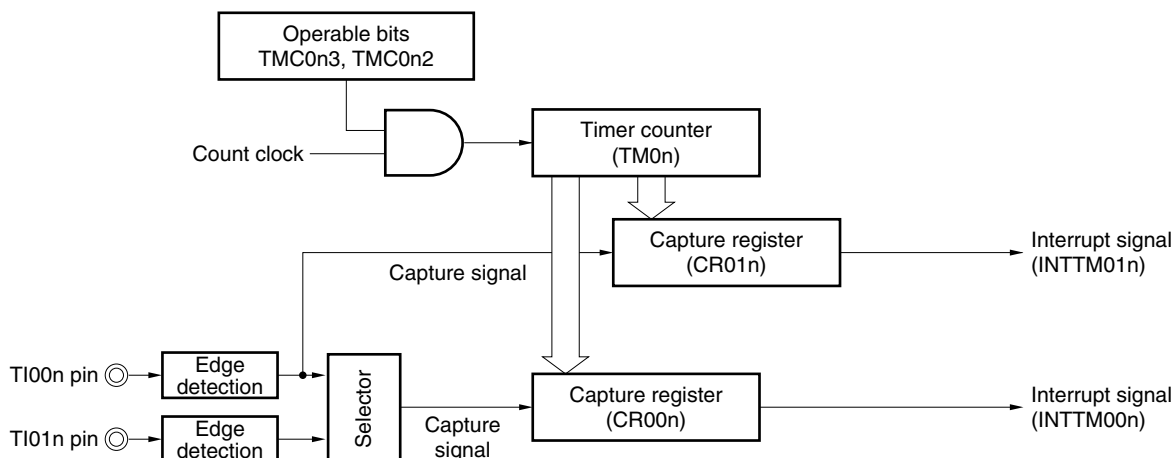 Operable bits
TMC0n3, TMC0n2
Count clock
Timer counter
(TM0n)
Capture register
(CR01n)
Interrupt signal
(INTTM01n)
Capture signal
TI00n pin
Edge
detection
Selector
Capture register
(CR00n)
Interrupt signal
(INTTM00n)
TI01n pin
Edge
detection
Capture
signal